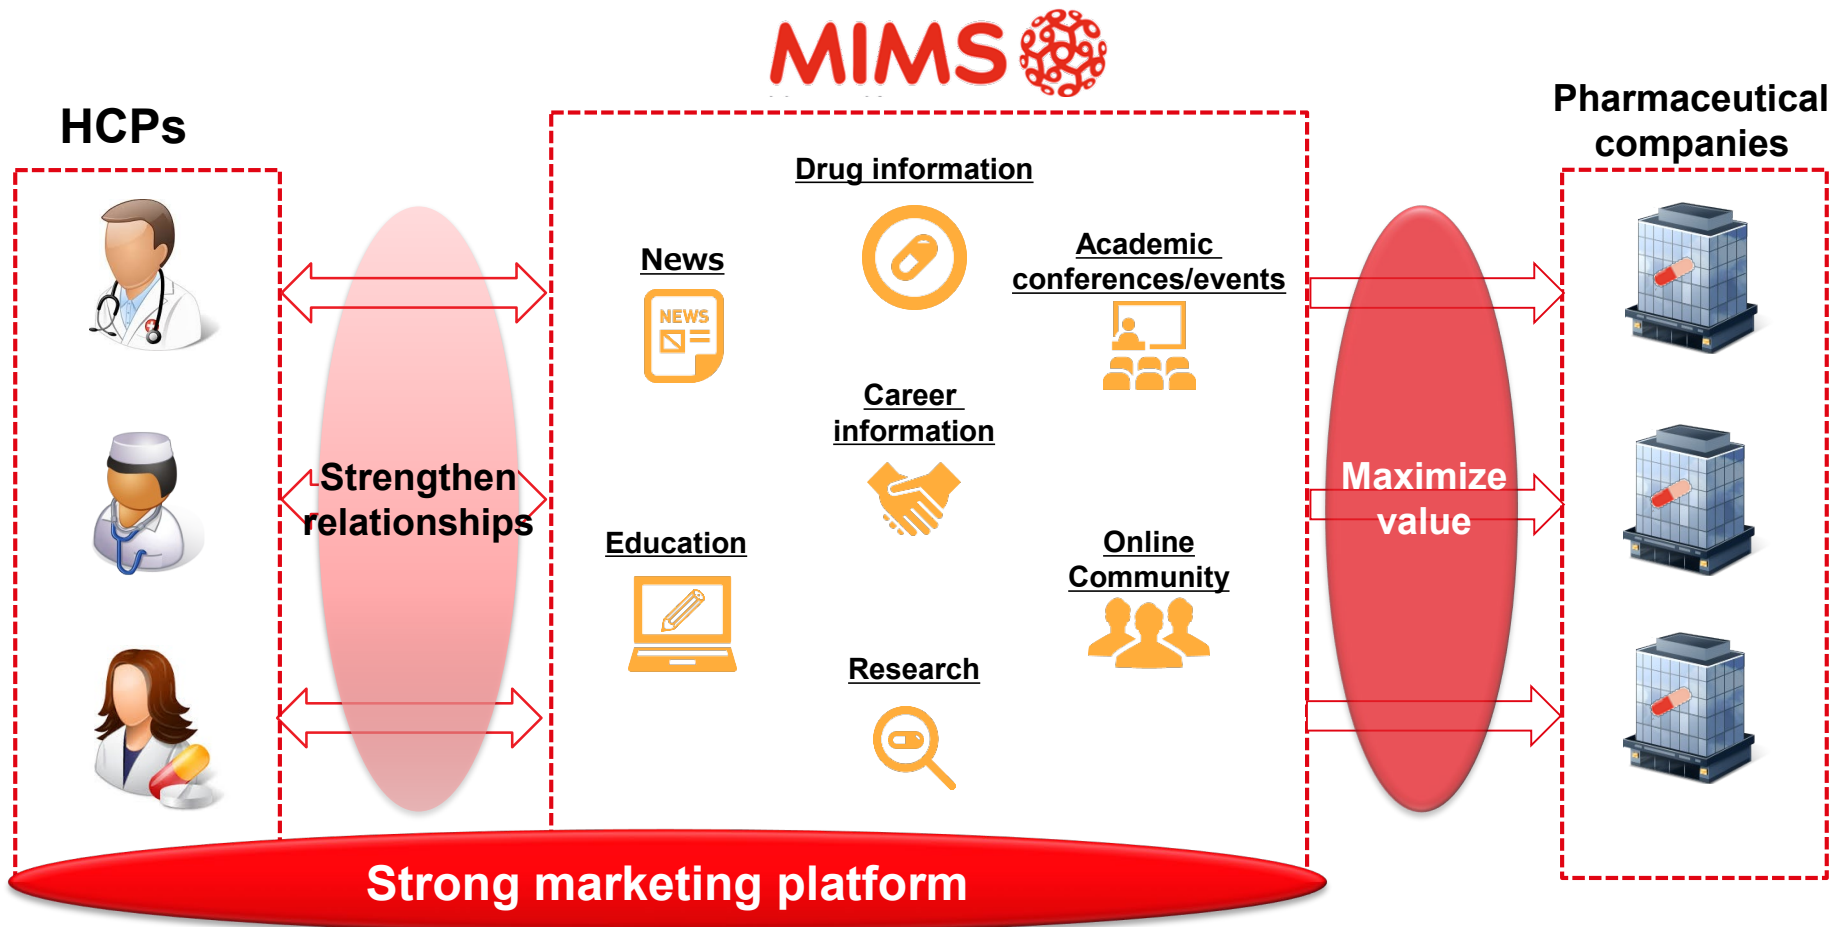 MIMS
HCPs
Pharmaceutical
companies
Drug information
News
NEWS
Academic
conferences/events
Career
information
Strengthen
relationships
Maximize
value
Education
Online
Community
Research
Strong marketing platform